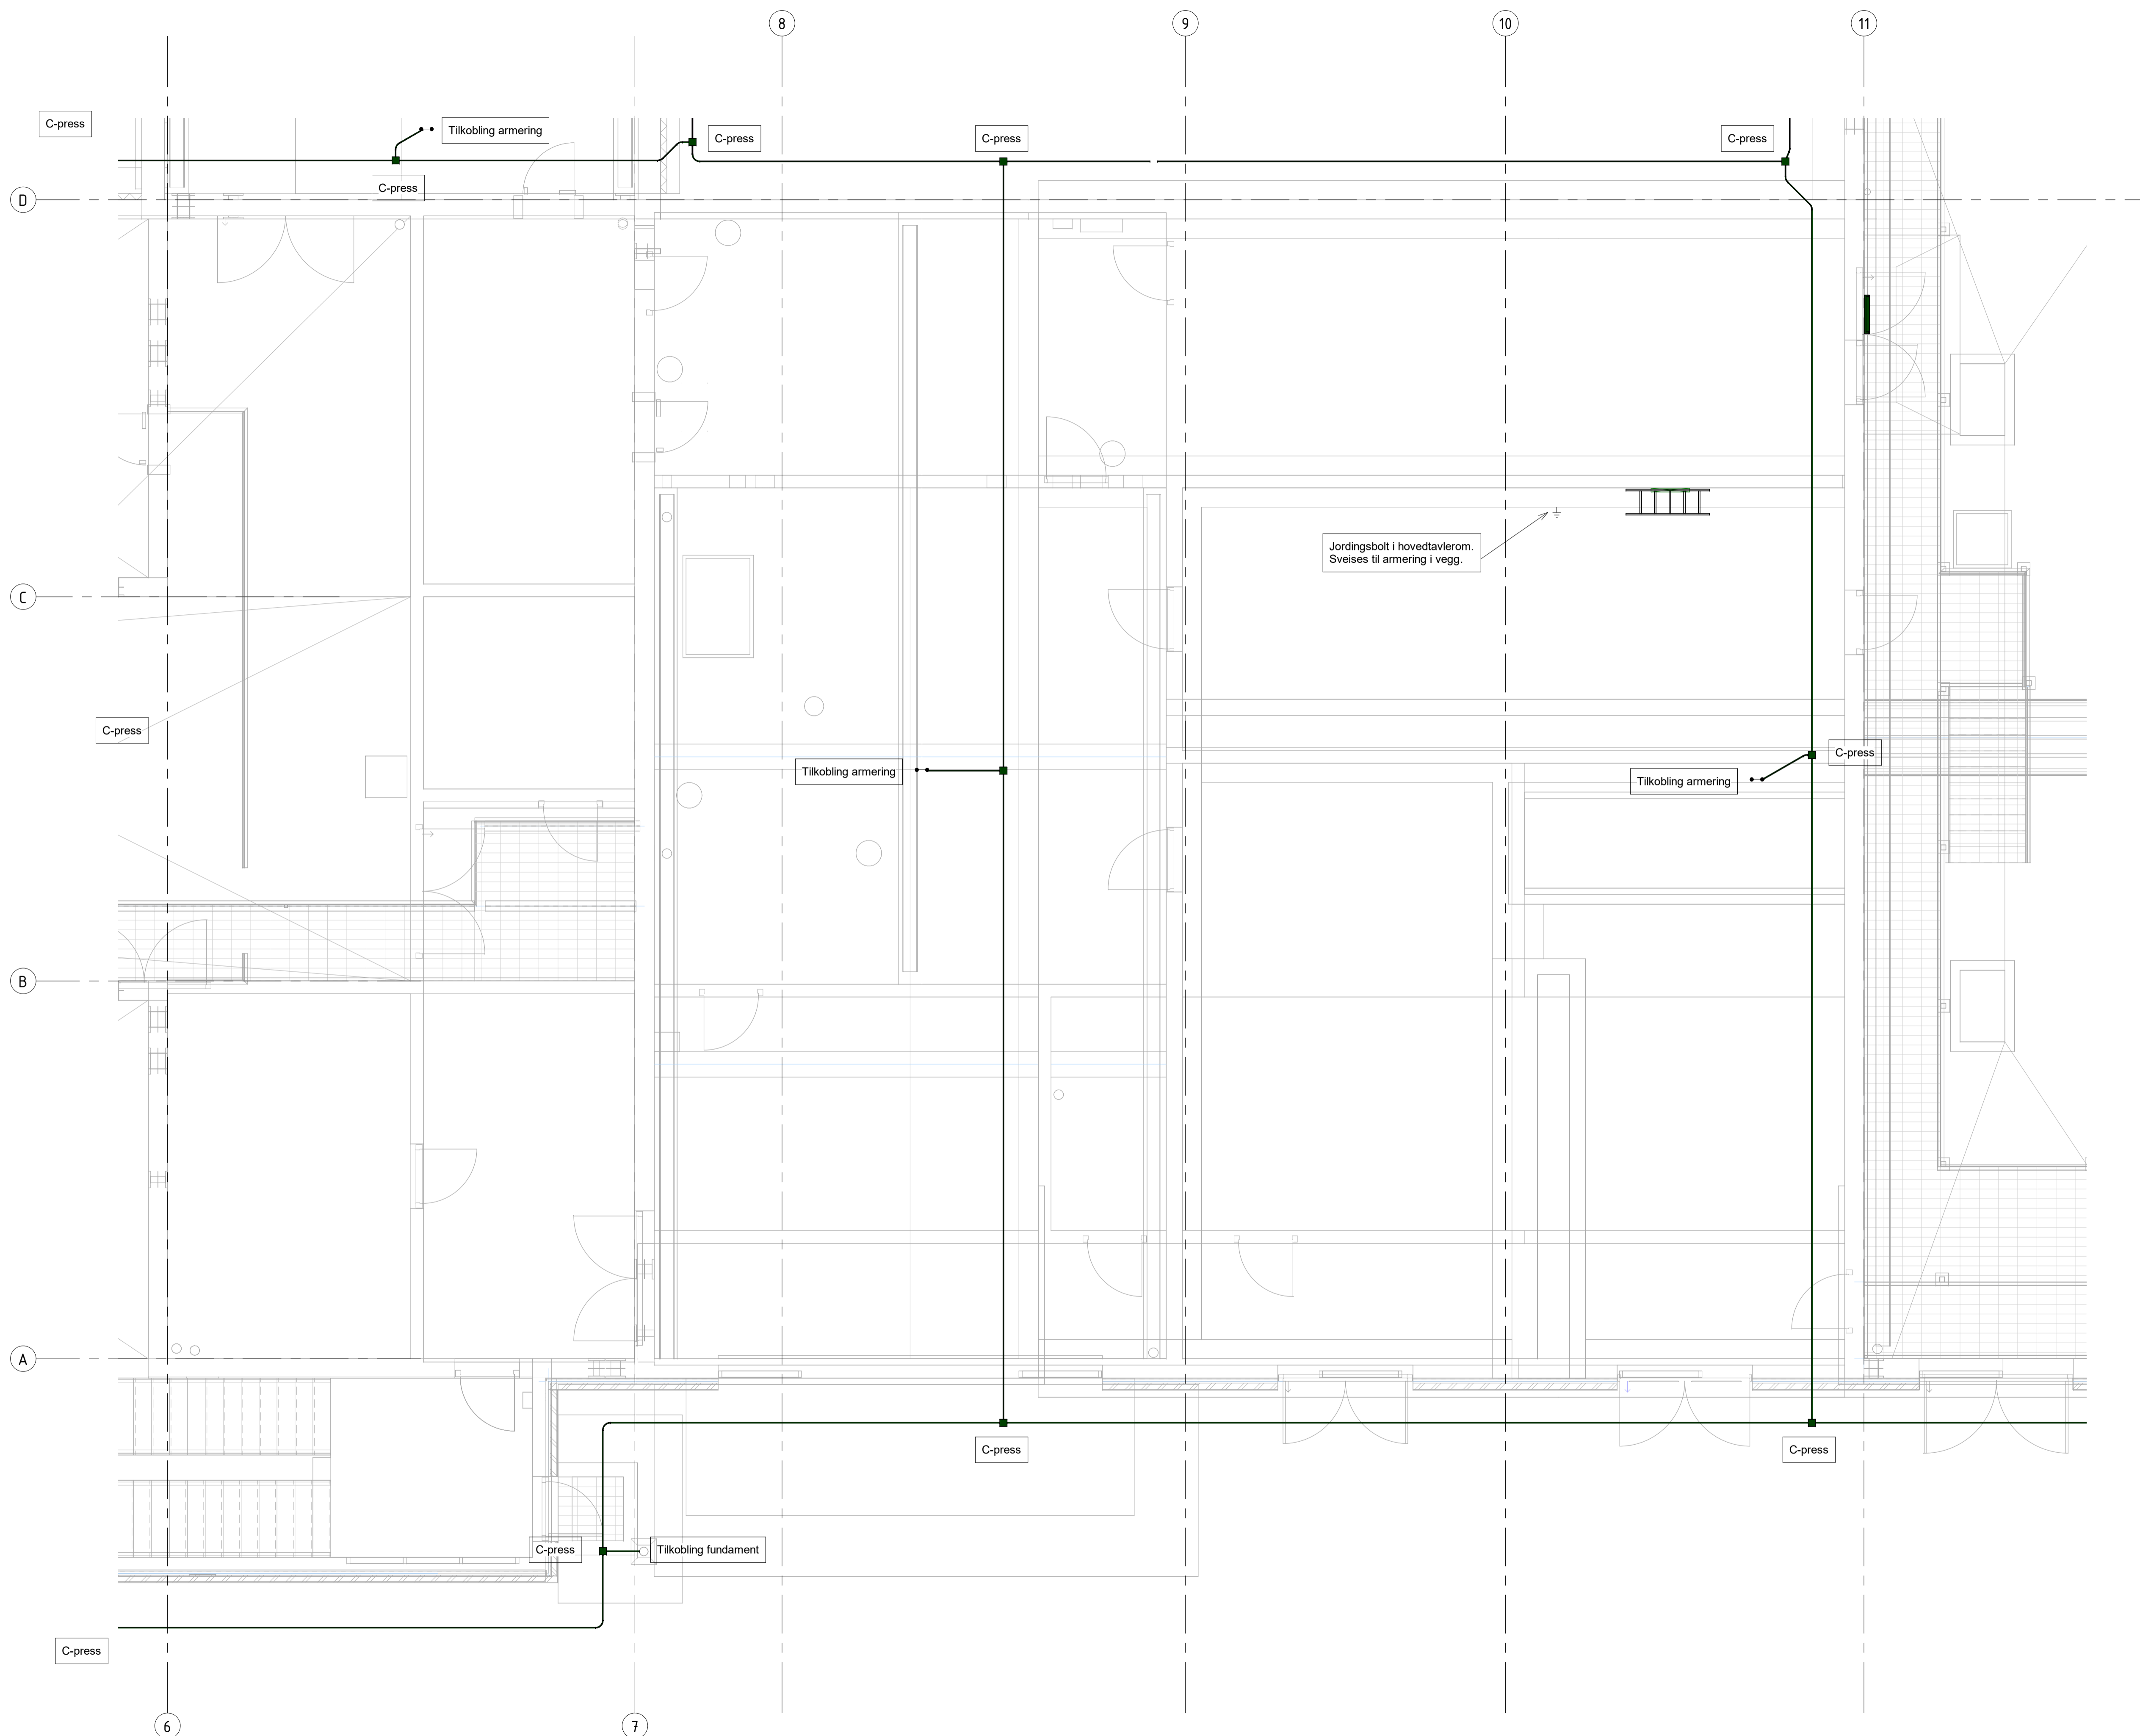 8
9
10
11
C-press
Tilkobling armering
C-press
C-press
C-press
C-press
D
Jordingsbolt i hovedtavlerom.
Sveises til armering i vegg.
C
C-press
C-press
Tilkobling armering
Tilkobling armering
B
A
C-press
C-press
C-press
Tilkobling fundament
C-press
6
7